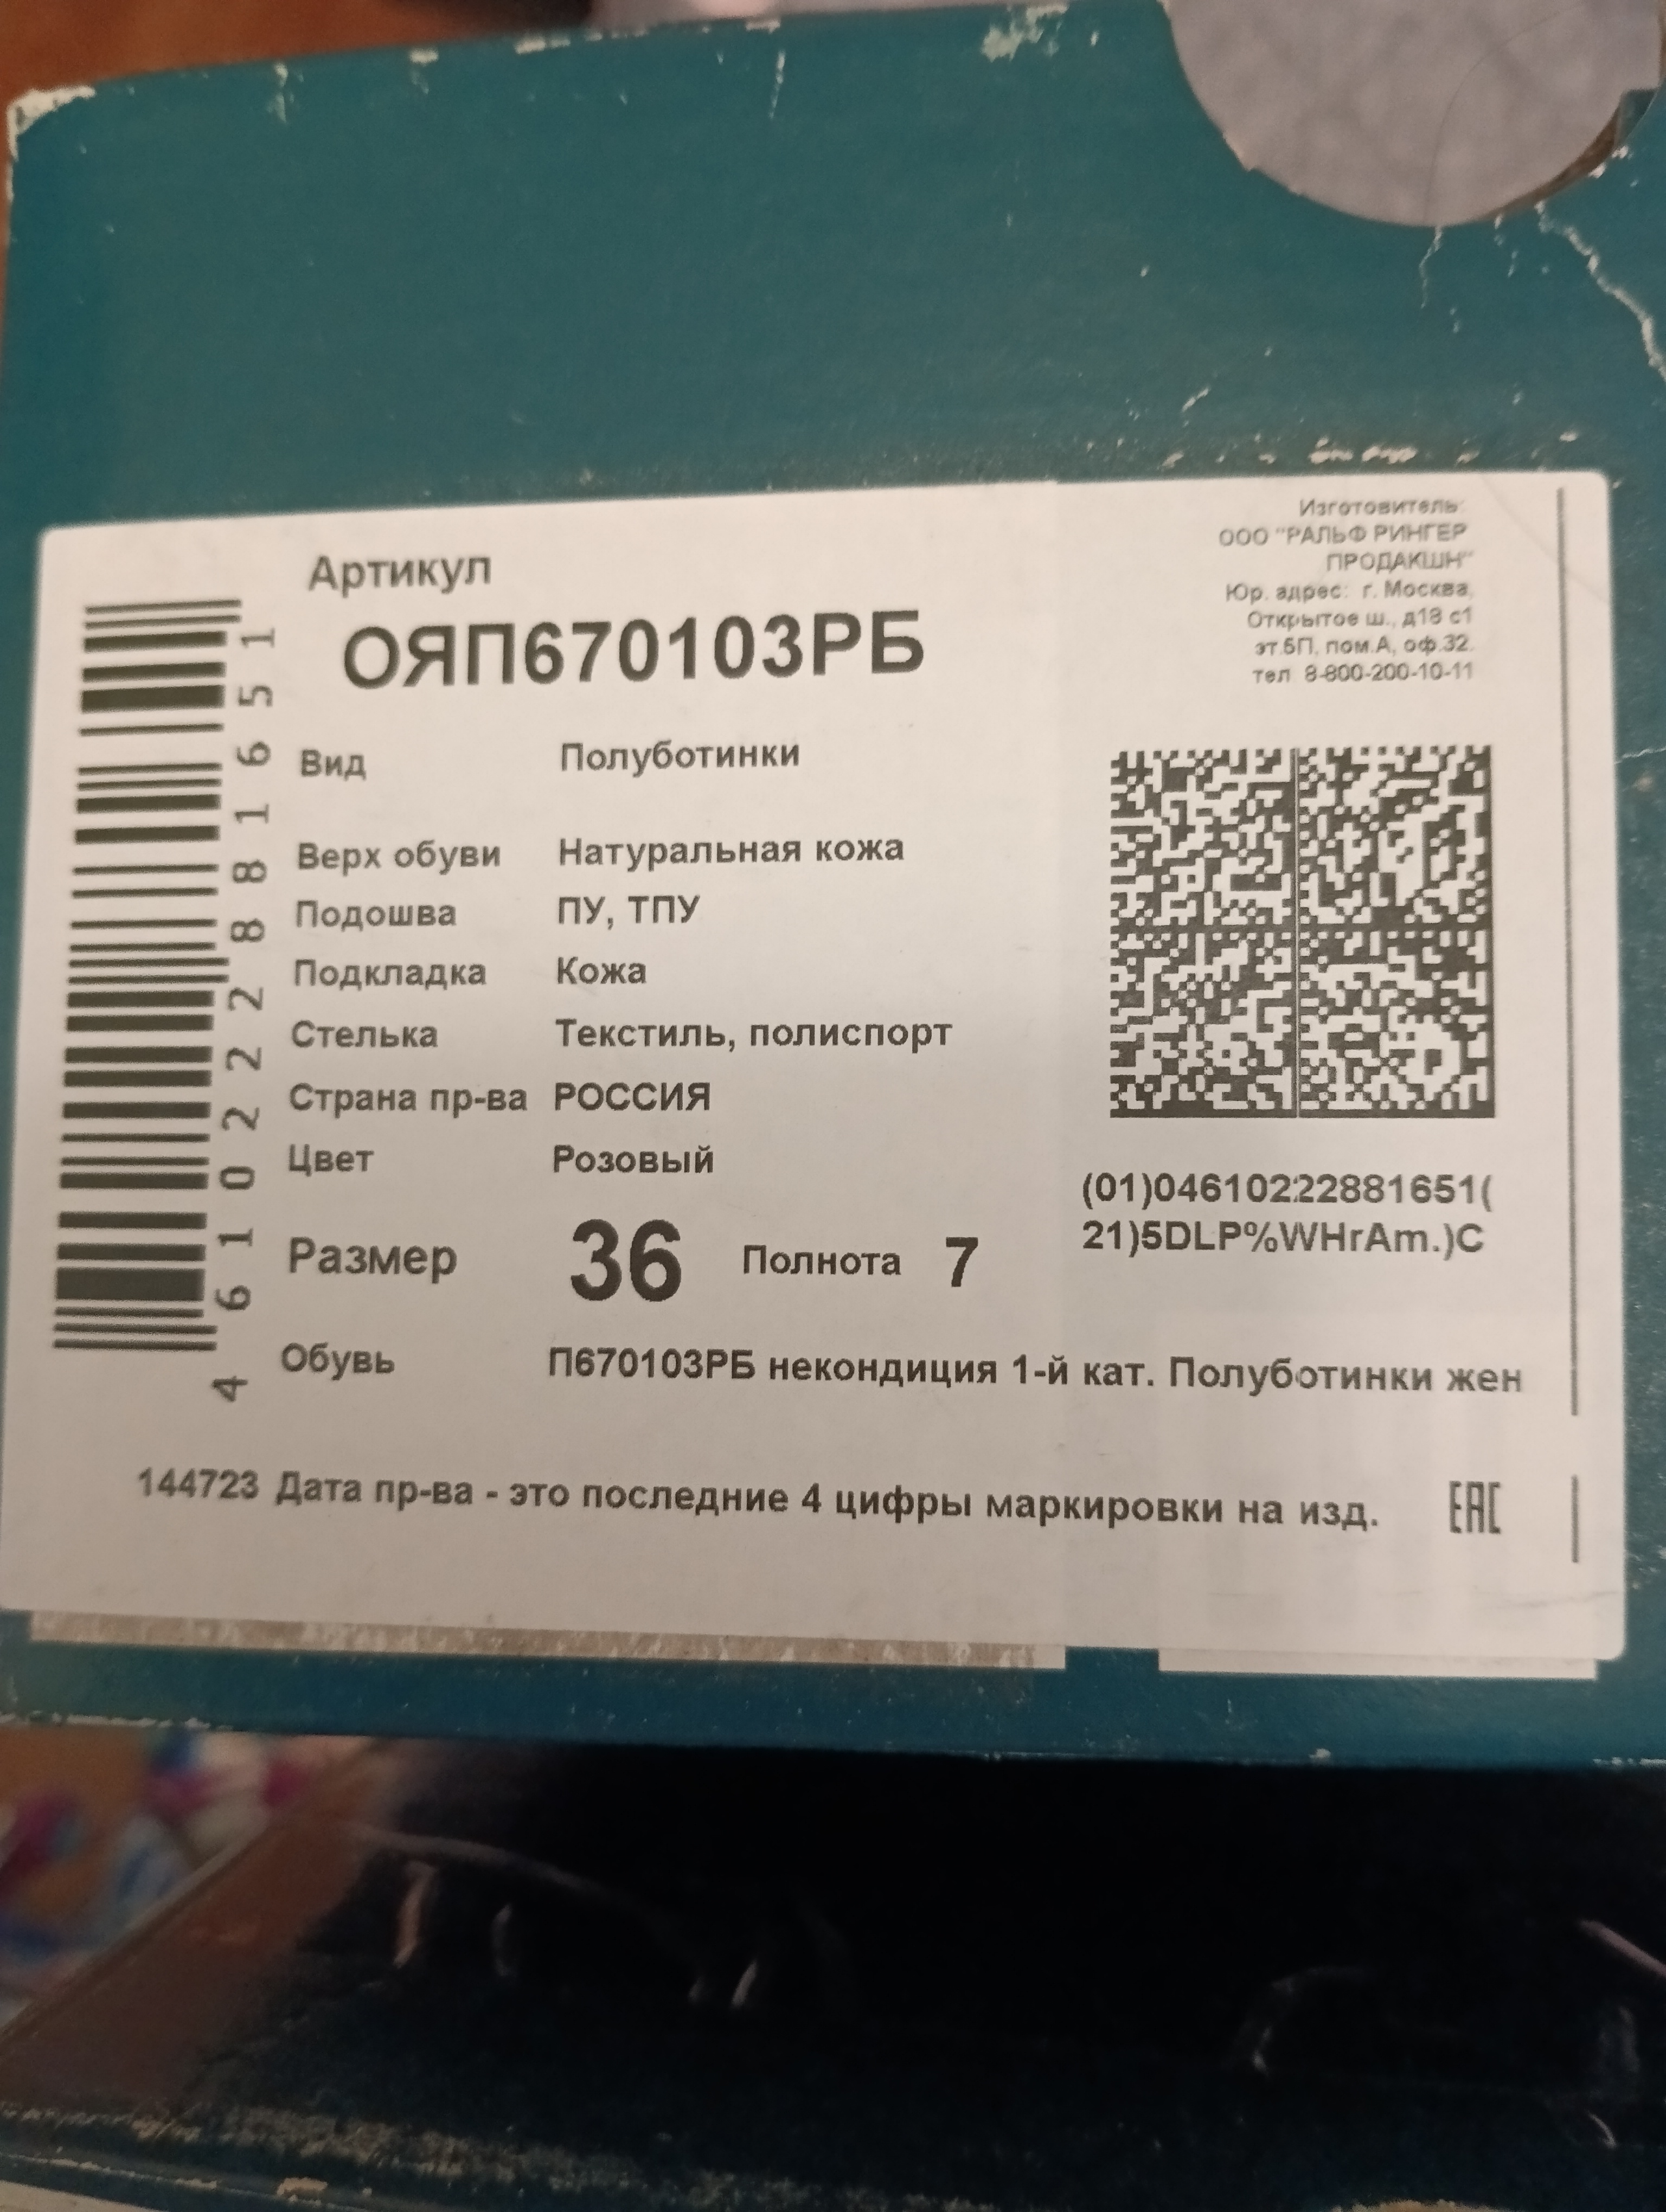 Изготовитель:
ООО "РАЛЬФ РИНГЕР
ПРОДАКШН"
Юр. адрес: г. Москва,
Открытое ш., д18 с1
эт.5П, пом.А, оф.32.
тел 8-800-200-10-11
Артикул
ОЯП670103РБ
Вид Полуботинки
Верх обуви Натуральная кожа
Подошва ПУ, ТПУ
Подкладка Кожа
Стелька Текстиль, полиспорт
Страна пр-ва РОССИЯ
Цвет Розовый
Размер 36 Полнота 7
(01)04610222881651(
21)5DLP%WHrAm.)C
Обувь П670103РБ некондиция 1-й кат. Полуботинки жен
144723 Дата пр-ва - это последние 4 цифры маркировки на изд. EAC
4610222881651